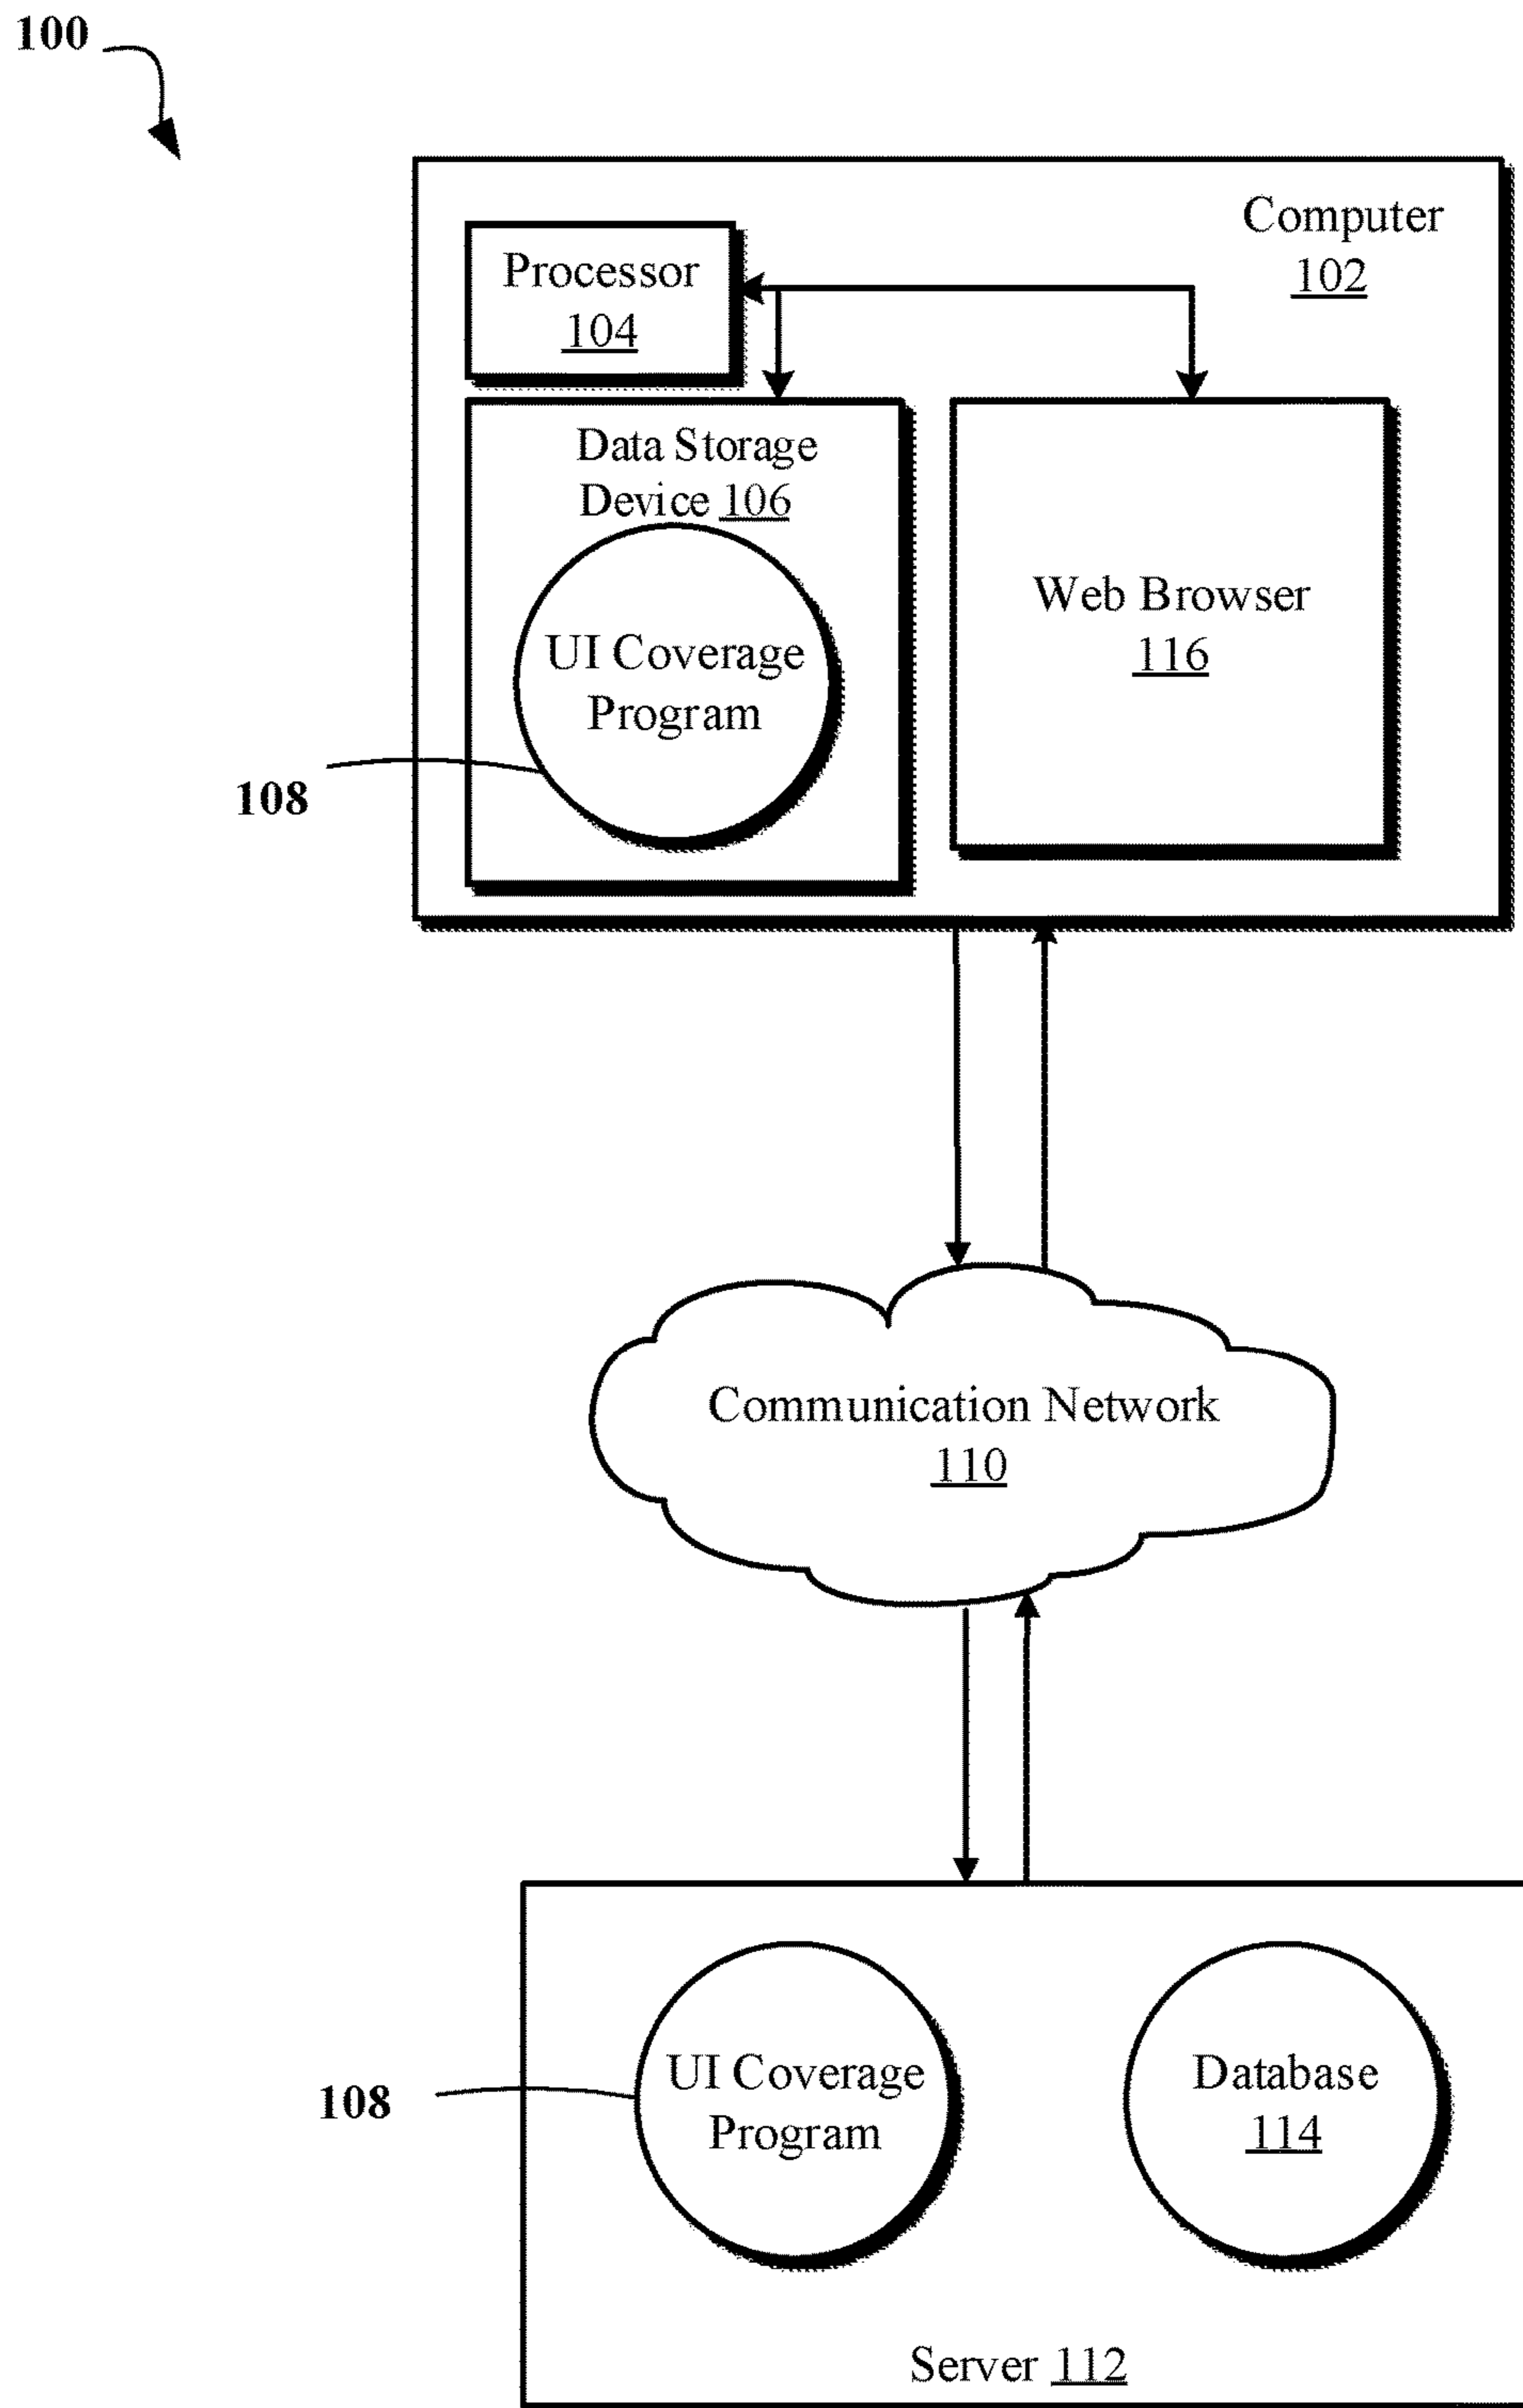 100
Computer
102
Processor
104
Data Storage
Device 106
UI Coverage
Program
108
Web Browser
116
Communication Network
110
UI Coverage
Program
108
Database
114
Server 112